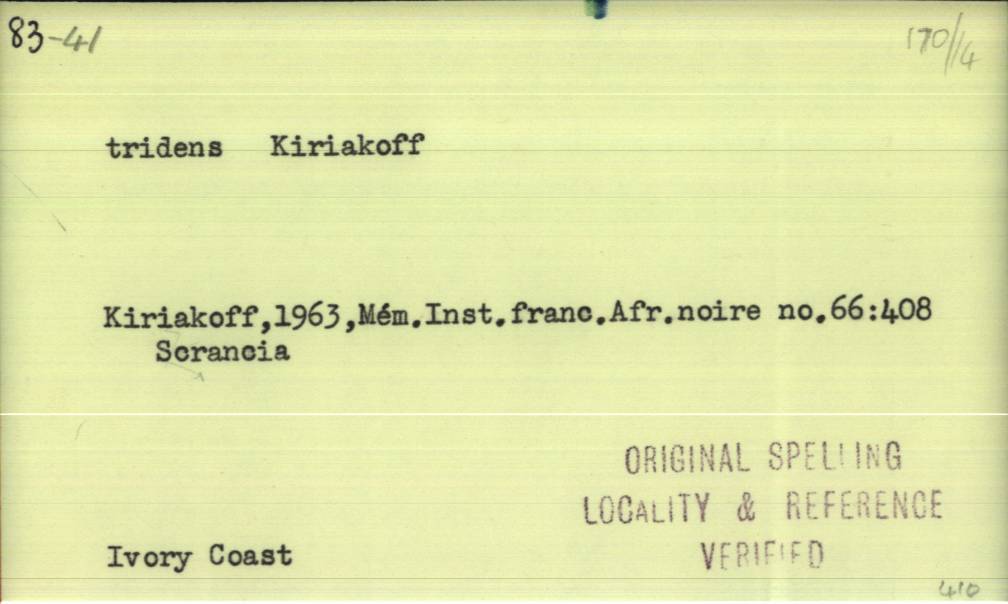 83-41
170/14
tridens Kiriakoff
Kiriakoff,1963,Mém.Inst.franc.Afr.noire no.66:408
Scrancia
ORIGINAL SPELLING
LOCALITY & REFERENCE
VERIFIED
Ivory Coast
410